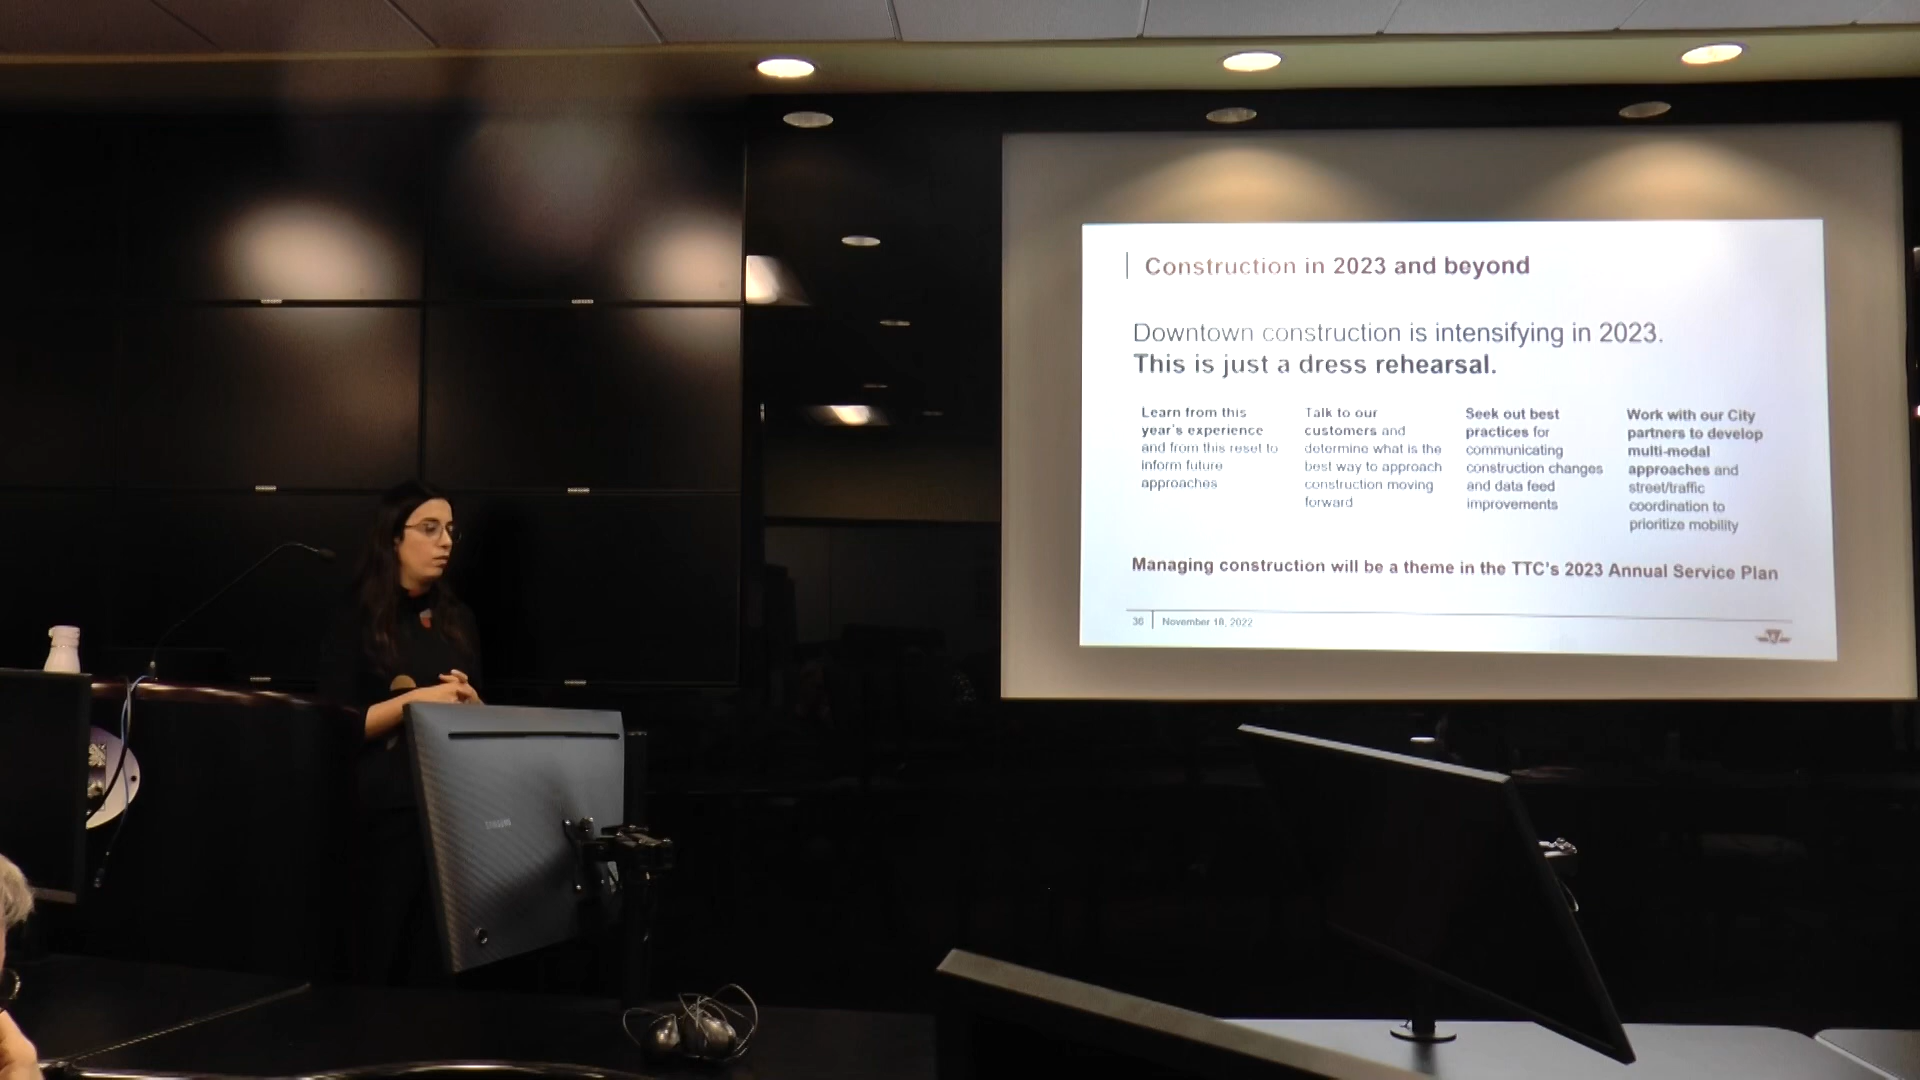 Construction in 2023 and beyond
Downtown construction is intensifying in 2023.
This is just a dress rehearsal.
Learn from this
year's experience
and from this reset to
inform future
approaches
Talk to our
customers and
determine what is the
best way to approach
construction moving
forward
Seek out best
practices for
communicating
construction changes
and data feed
improvements
Work with our City
partners to develop
multi-modal
approaches and
street/traffic
coordination to
prioritize mobility
Managing construction will be a theme in the TTC's 2023 Annual Service Plan
36 November 18, 2022
SAMSUNG